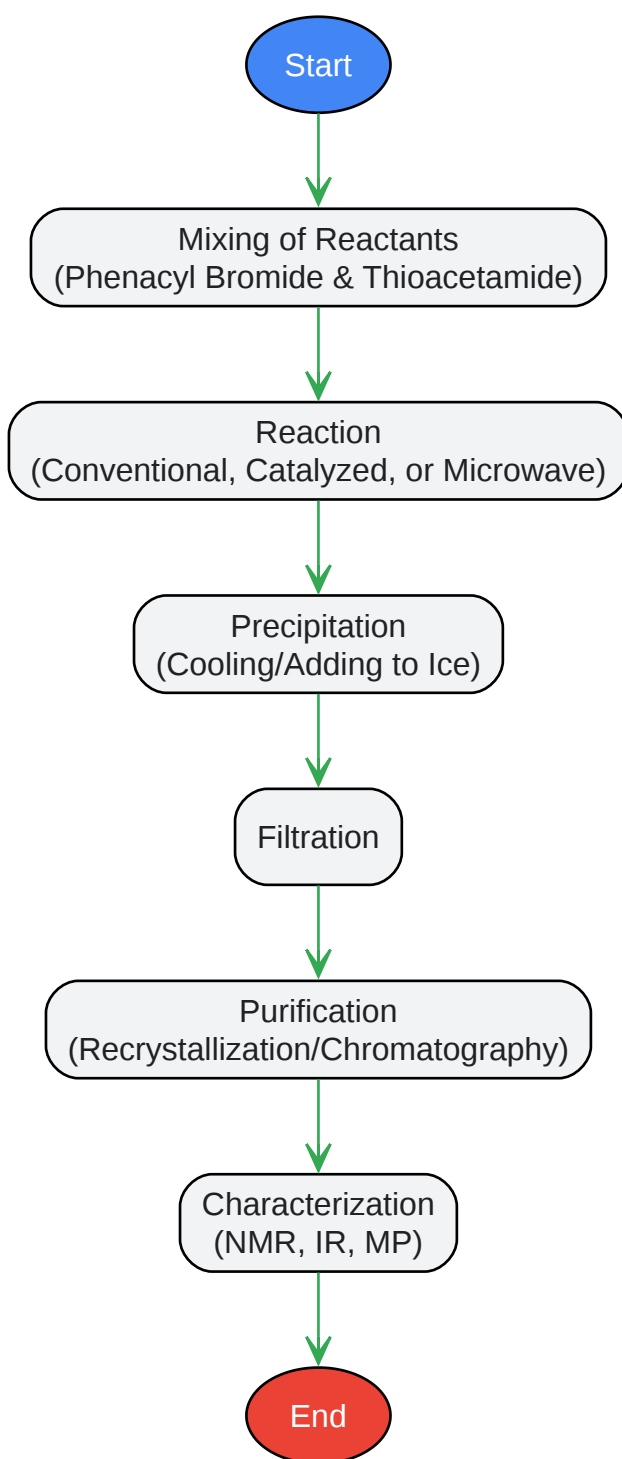 Start
Mixing of Reactants
(Phenacyl Bromide & Thioacetamide)
Reaction
(Conventional, Catalyzed, or Microwave)
Precipitation
(Cooling/Adding to Ice)
Filtration
Purification
(Recrystallization/Chromatography)
Characterization
(NMR, IR, MP)
End